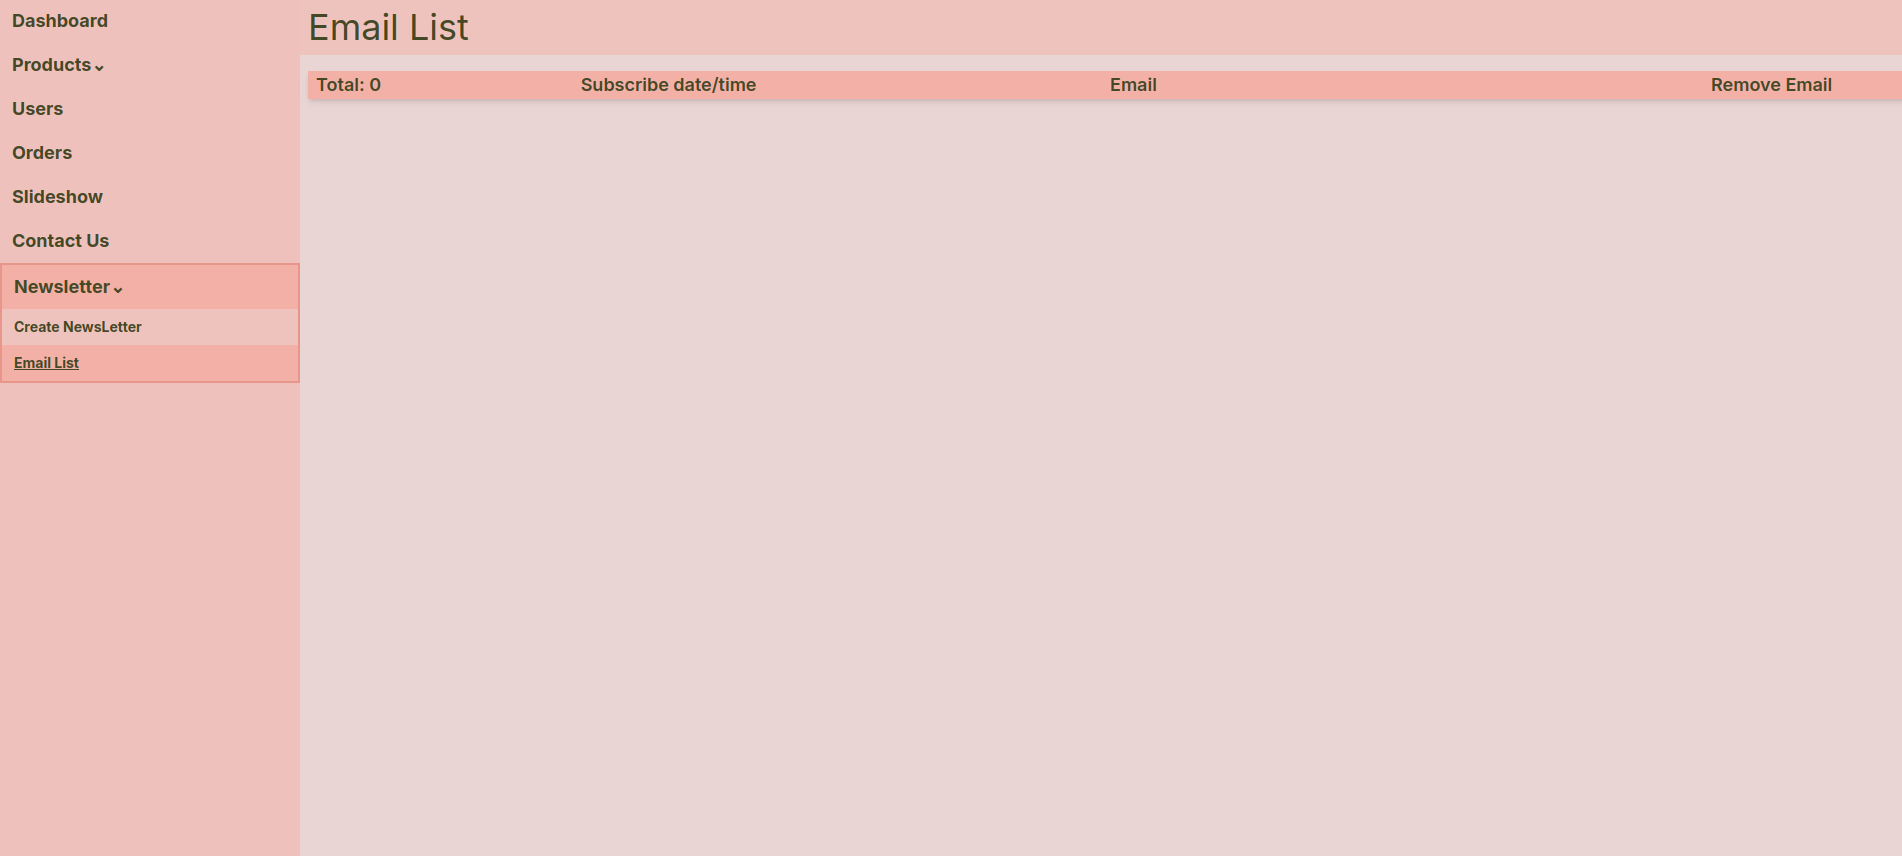 Dashboard
Products
Users
Orders
Slideshow
Contact Us
Newsletter
Create NewsLetter
Email List
Email List
Total: 0 Subscribe date/time Email Remove Email